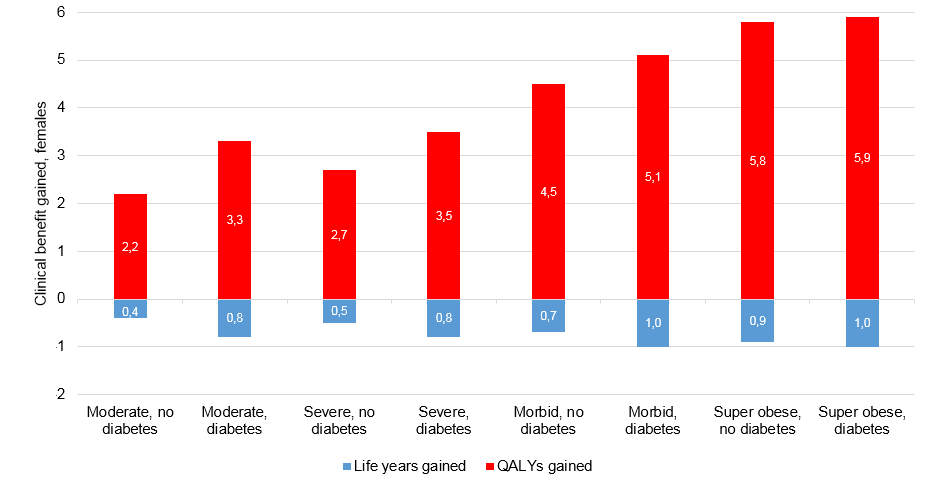 Clinical benefit gained, females
6
5
4
3
2
1
0
1
2
2,2
3,3
2,7
3,5
4,5
5,1
5,8
5,9
0,4
0,8
0,5
0,8
0,7
1,0
0,9
1,0
Moderate, no
diabetes
Moderate,
diabetes
Severe, no
diabetes
Severe,
diabetes
Morbid, no
diabetes
Morbid,
diabetes
Super obese,
no diabetes
Super obese,
diabetes
Life years gained
QALYs gained